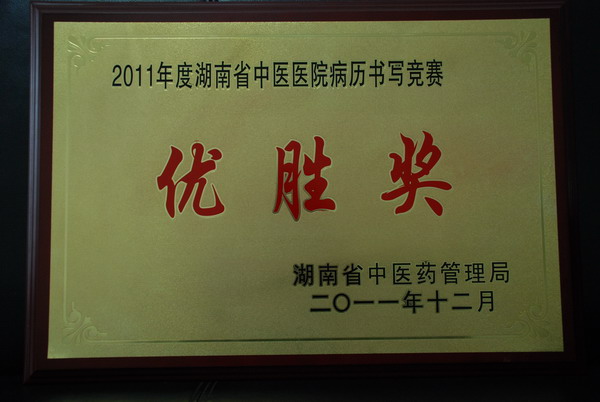 2011年度湖南省中医医院病历书写竞赛
优胜奖
湖南省中医药管理局
二〇一一年十二月